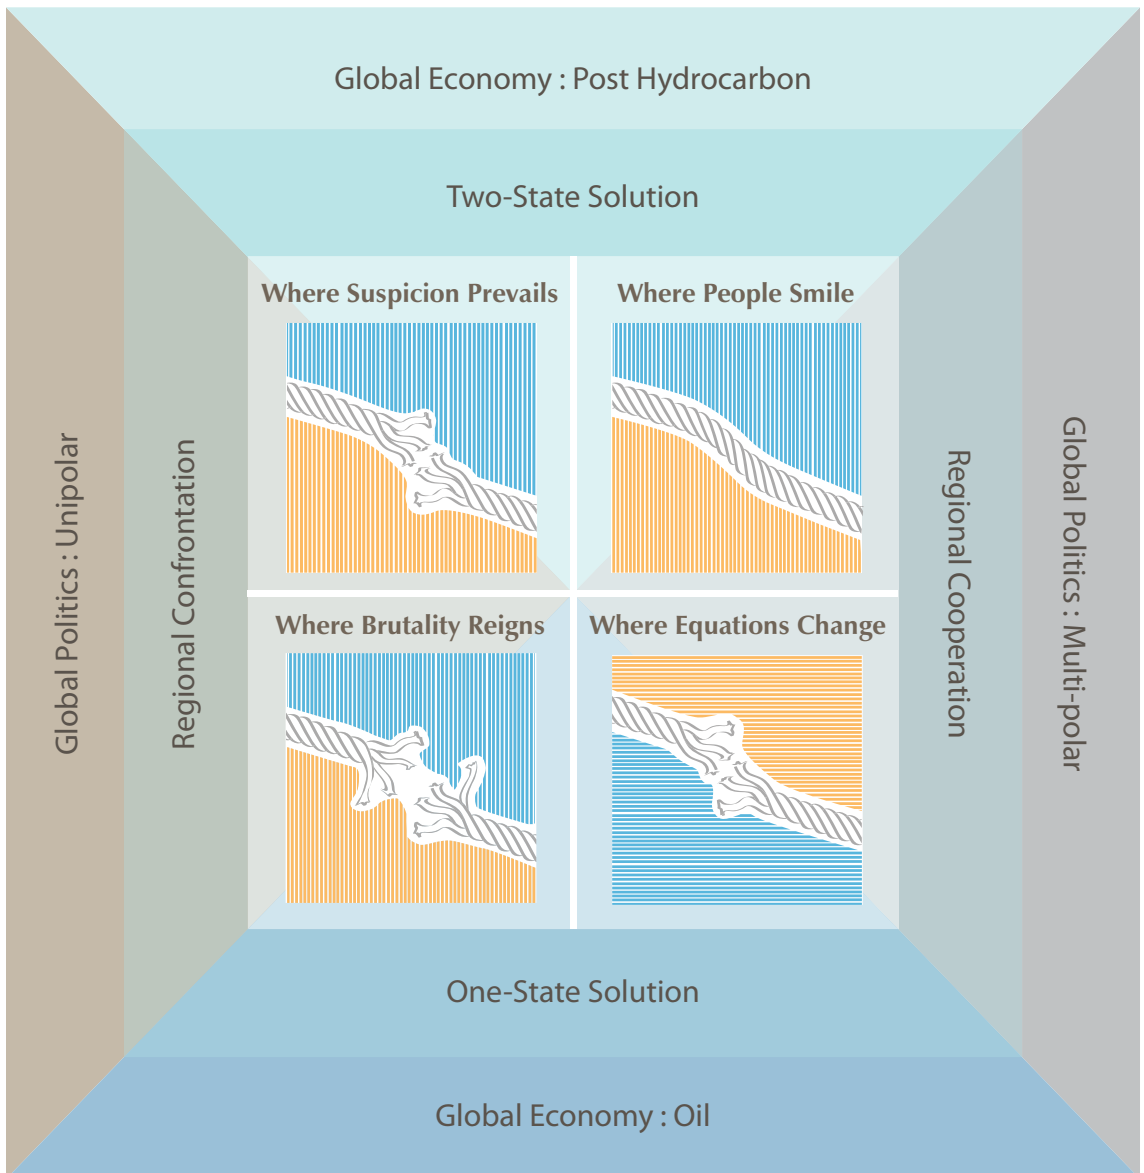 Global Economy : Post Hydrocarbon
Two-State Solution
Where Suspicion Prevails
Where People Smile
Global Politics : Unipolar
Regional Confrontation
Regional Cooperation
Global Politics : Multi-polar
Where Brutality Reigns
Where Equations Change
One-State Solution
Global Economy : Oil